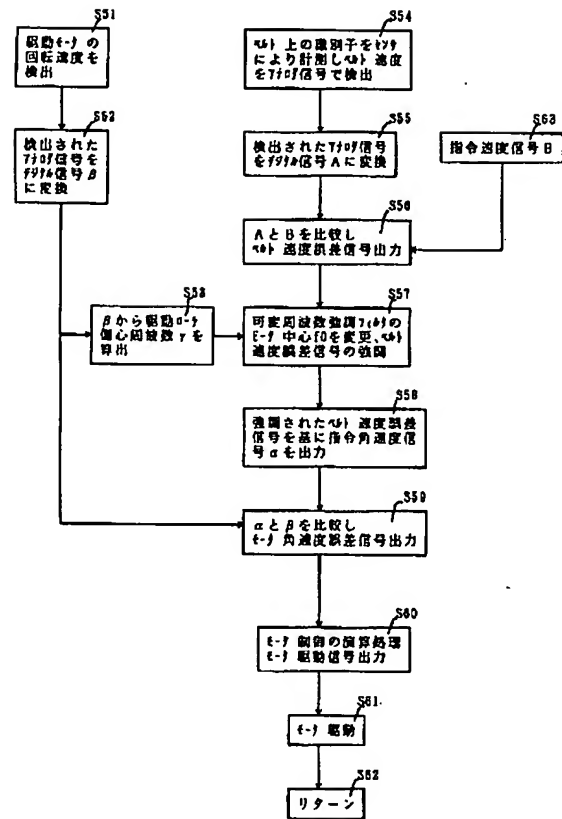 S51
駆動ﾓｰﾀの
回転速度を
検出
S52
検出された
ｱﾅﾛｸﾞ信号を
ﾃﾞｼﾞﾀﾙ信号β
に変換
S53
βから駆動ﾛｰﾗ
偏心周波数γを
算出
S54
ﾍﾞﾙﾄ上の識別子をｾﾝｻ
により計測しﾍﾞﾙﾄ速度
をｱﾅﾛｸﾞ信号で検出
S55
検出されたｱﾅﾛｸﾞ信号
をﾃﾞｼﾞﾀﾙ信号Aに変換
S63
指令速度信号B
S56
AとBを比較し
ﾍﾞﾙﾄ速度誤差信号出力
S57
可変周波数強調ﾌｨﾙﾀの
ﾓｰﾀ中心f0を変更、ﾍﾞﾙﾄ
速度誤差信号の強調
S58
強調されたﾍﾞﾙﾄ速度誤差
信号を基に指令角速度信
号αを出力
S59
αとβを比較し
ﾓｰﾀ角速度誤差信号出力
S60
ﾓｰﾀ制御の演算処理
ﾓｰﾀ駆動信号出力
S61
ﾓｰﾀ駆動
S62
リターン